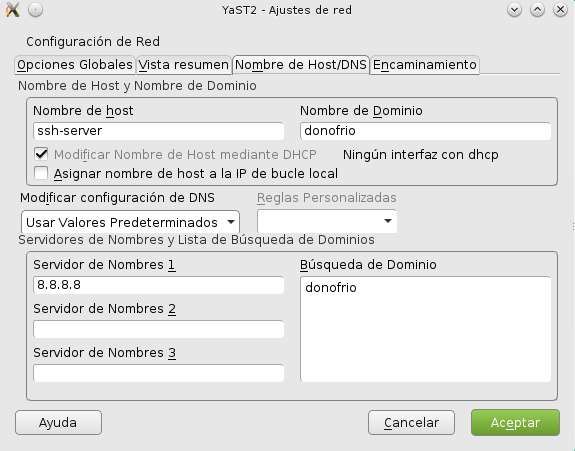 YaST2 - Ajustes de red
Configuración de Red
Opciones Globales Vista resumen Nombre de Host/DNS Encaminamiento
Nombre de Host y Nombre de Dominio
Nombre de host Nombre de Dominio
ssh-server donofrio
Modificar Nombre de Host mediante DHCP Ningún interfaz con dhcp
Asignar nombre de host a la IP de bucle local
Modificar configuración de DNS Reglas Personalizadas
Usar Valores Predeterminados
Servidores de Nombres y Lista de Búsqueda de Dominios
Servidor de Nombres 1 Búsqueda de Dominio
8.8.8.8 donofrio
Servidor de Nombres 2
Servidor de Nombres 3
Ayuda Cancelar Aceptar